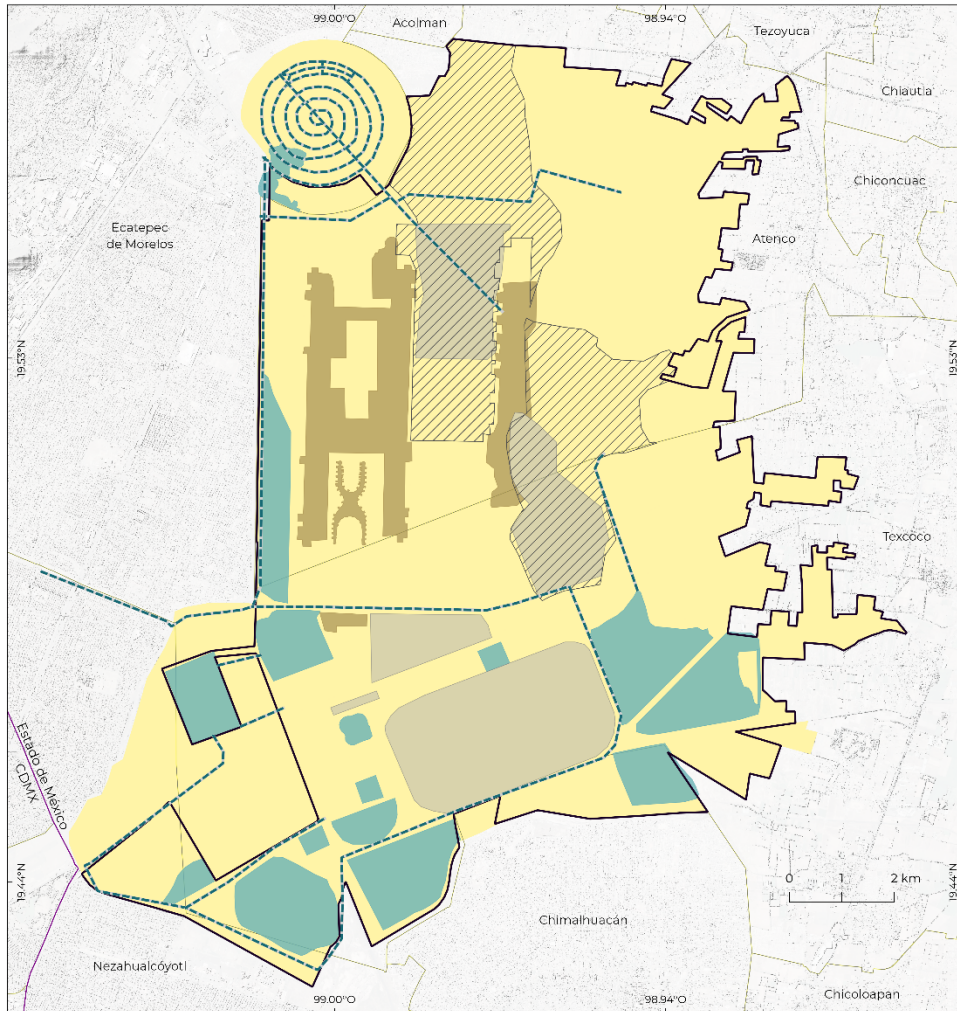 99.00°O
98.94°O
Acolman
Tezoyuca
Chiautla
Chiconcuac
Ecatepec
de Morelos
Atenco
19.53°N
19.53°N
Texcoco
Estado de México
CDMX
19.44°N
19.44°N
0 1 2 km
Chimalhuacán
Nezahualcóyotl
99.00°O
98.94°O
Chicoloapan